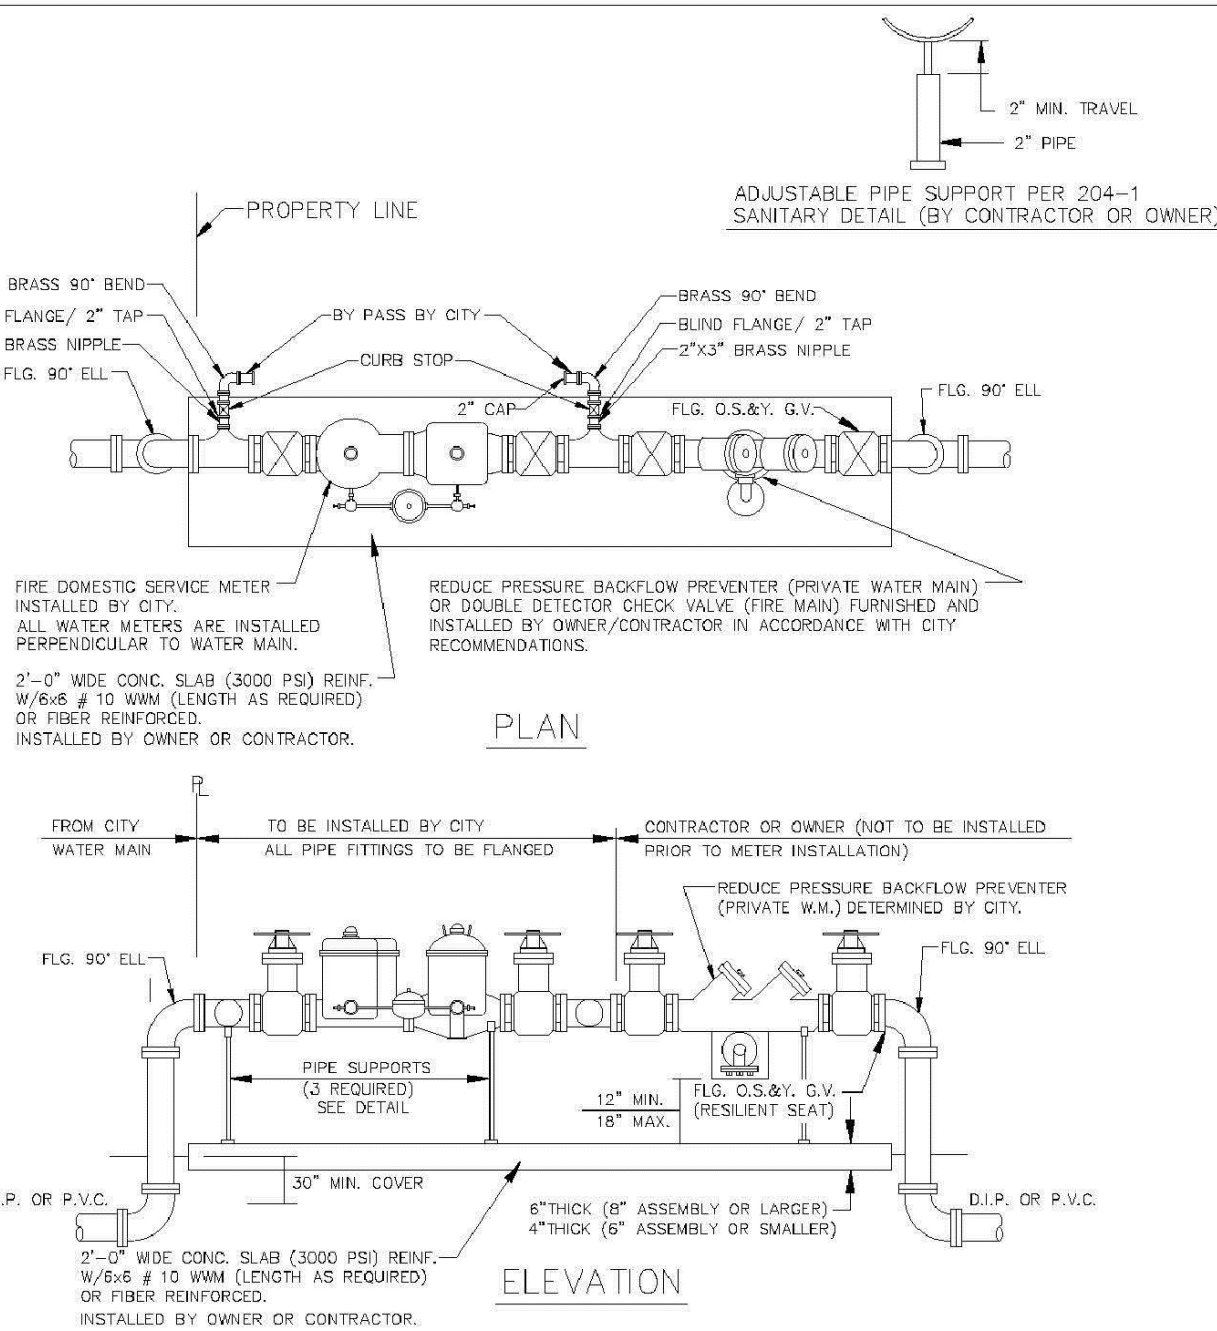 2" MIN. TRAVEL
2" PIPE
ADJUSTABLE PIPE SUPPORT PER 204-1
SANITARY DETAIL (BY CONTRACTOR OR OWNER)
PROPERTY LINE
BRASS 90° BEND
FLANGE/ 2" TAP
BRASS NIPPLE
FLG. 90° ELL
BY PASS BY CITY
CURB STOP
2" CAP
BRASS 90° BEND
BLIND FLANGE/ 2" TAP
2"X3" BRASS NIPPLE
FLG. O.S.&Y. G.V.
FLG. 90° ELL
FIRE DOMESTIC SERVICE METER
INSTALLED BY CITY.
ALL WATER METERS ARE INSTALLED
PERPENDICULAR TO WATER MAIN.
2'-0" WIDE CONC. SLAB (3000 PSI) REINF.
W/6x6 # 10 WWM (LENGTH AS REQUIRED)
OR FIBER REINFORCED.
INSTALLED BY OWNER OR CONTRACTOR.
REDUCE PRESSURE BACKFLOW PREVENTER (PRIVATE WATER MAIN)
OR DOUBLE DETECTOR CHECK VALVE (FIRE MAIN) FURNISHED AND
INSTALLED BY OWNER/CONTRACTOR IN ACCORDANCE WITH CITY
RECOMMENDATIONS.
PLAN
PL
FROM CITY
WATER MAIN
TO BE INSTALLED BY CITY
ALL PIPE FITTINGS TO BE FLANGED
CONTRACTOR OR OWNER (NOT TO BE INSTALLED
PRIOR TO METER INSTALLATION)
REDUCE PRESSURE BACKFLOW PREVENTER
(PRIVATE W.M.) DETERMINED BY CITY.
FLG. 90° ELL
FLG. 90° ELL
PIPE SUPPORTS
(3 REQUIRED)
SEE DETAIL
12" MIN.
18" MAX.
FLG. O.S.&Y. G.V.
(RESILIENT SEAT)
30" MIN. COVER
.P. OR P.V.C.
D.I.P. OR P.V.C.
6"THICK (8" ASSEMBLY OR LARGER)
4"THICK (6" ASSEMBLY OR SMALLER)
2'-0" WIDE CONC. SLAB (3000 PSI) REINF.
W/6x6 # 10 WWM (LENGTH AS REQUIRED)
OR FIBER REINFORCED.
INSTALLED BY OWNER OR CONTRACTOR.
ELEVATION